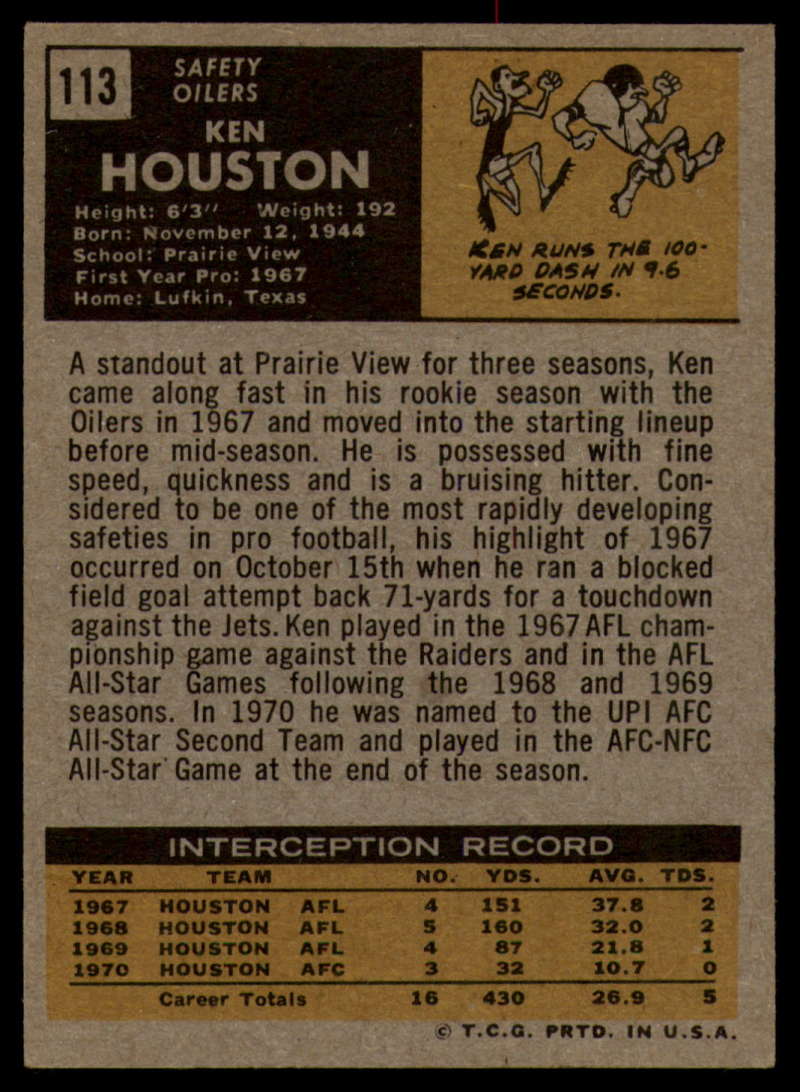 113
SAFETY
OILERS
KEN
HOUSTON
Height: 6'3" Weight: 192
Born: November 12, 1944
School: Prairie View
First Year Pro: 1967
Home: Lufkin, Texas
KEN RUNS THE 100-
YARD DASH IN 9.6
SECONDS.
A standout at Prairie View for three seasons, Ken
came along fast in his rookie season with the
Oilers in 1967 and moved into the starting lineup
before mid-season. He is possessed with fine
speed, quickness and is a bruising hitter. Con-
sidered to be one of the most rapidly developing
safeties in pro football, his highlight of 1967
occurred on October 15th when he ran a blocked
field goal attempt back 71-yards for a touchdown
against the Jets. Ken played in the 1967 AFL cham-
pionship game against the Raiders and in the AFL
All-Star Games following the 1968 and 1969
seasons. In 1970 he was named to the UPI AFC
All-Star Second Team and played in the AFC-NFC
All-Star Game at the end of the season.
INTERCEPTION RECORD
YEAR TEAM NO. YDS. AVG. TDS.
1967 HOUSTON AFL 4 151 37.8 2
1968 HOUSTON AFL 5 160 32.0 2
1969 HOUSTON AFL 4 87 21.8 1
1970 HOUSTON AFC 3 32 10.7 0
Career Totals 16 430 26.9 5
© T.C.G. PRTD. IN U.S.A.